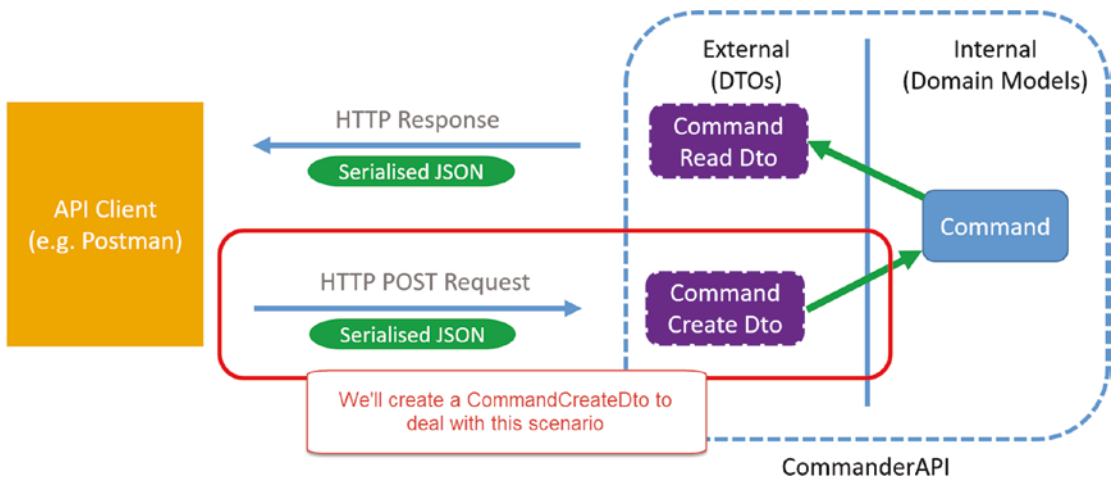 External
(DTOs)
Internal
(Domain Models)
HTTP Response
Serialised JSON
Command
Read Dto
API Client
(e.g. Postman)
Command
HTTP POST Request
Serialised JSON
Command
Create Dto
We'll create a CommandCreateDto to
deal with this scenario
CommanderAPI